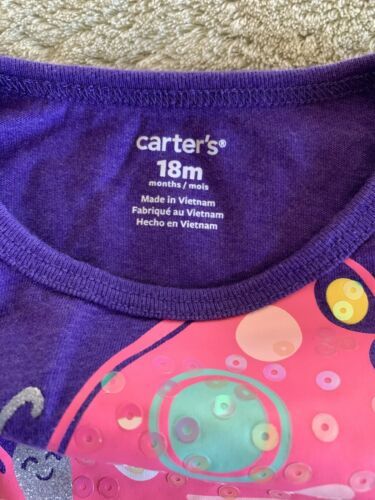 carter's®
18m
months / mois
Made in Vietnam
Fabriqué au Vietnam
Hecho en Vietnam